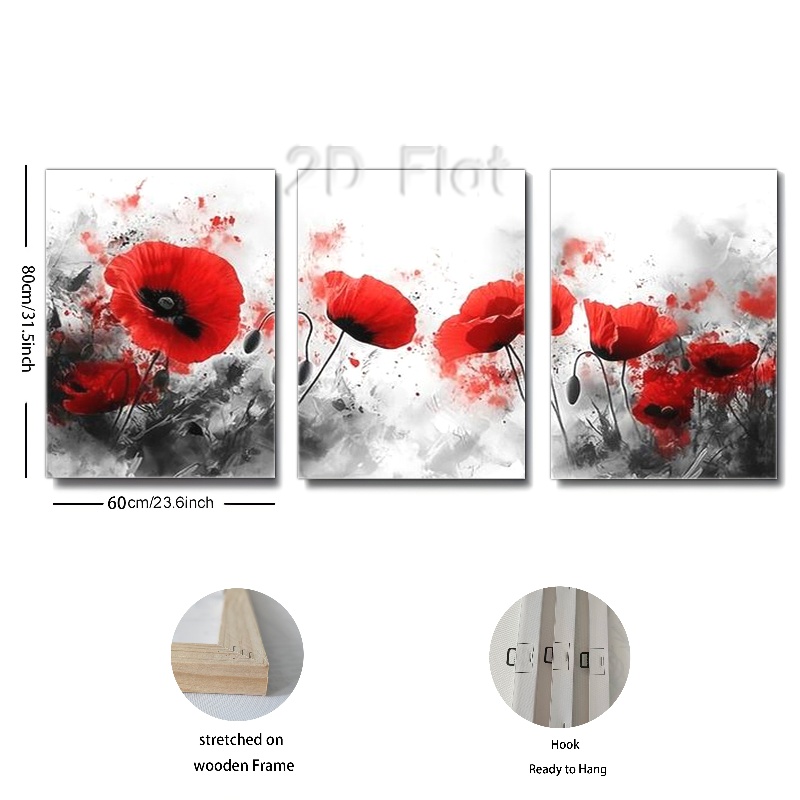 2D Flat
80cm/31.5inch
60cm/23.6inch
stretched on
wooden Frame
Hook
Ready to Hang